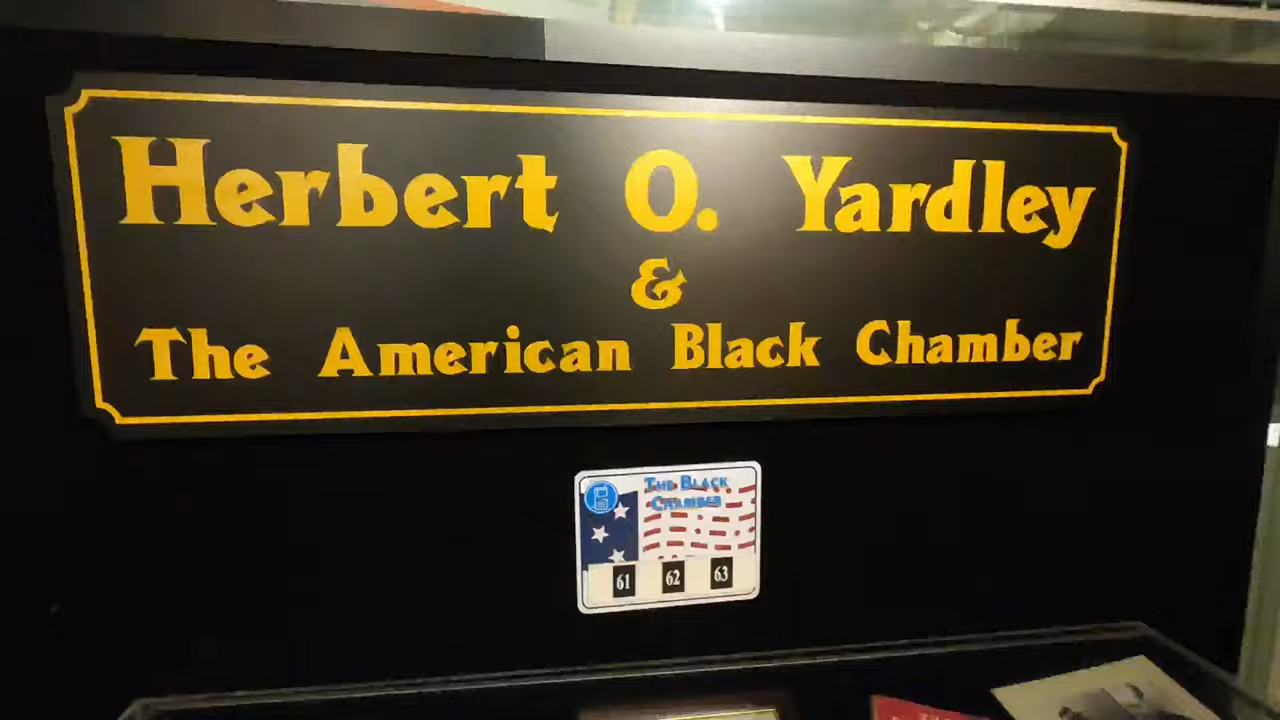 Herbert O. Yardley
&
The American Black Chamber
The Black
Chamber
61 62 63